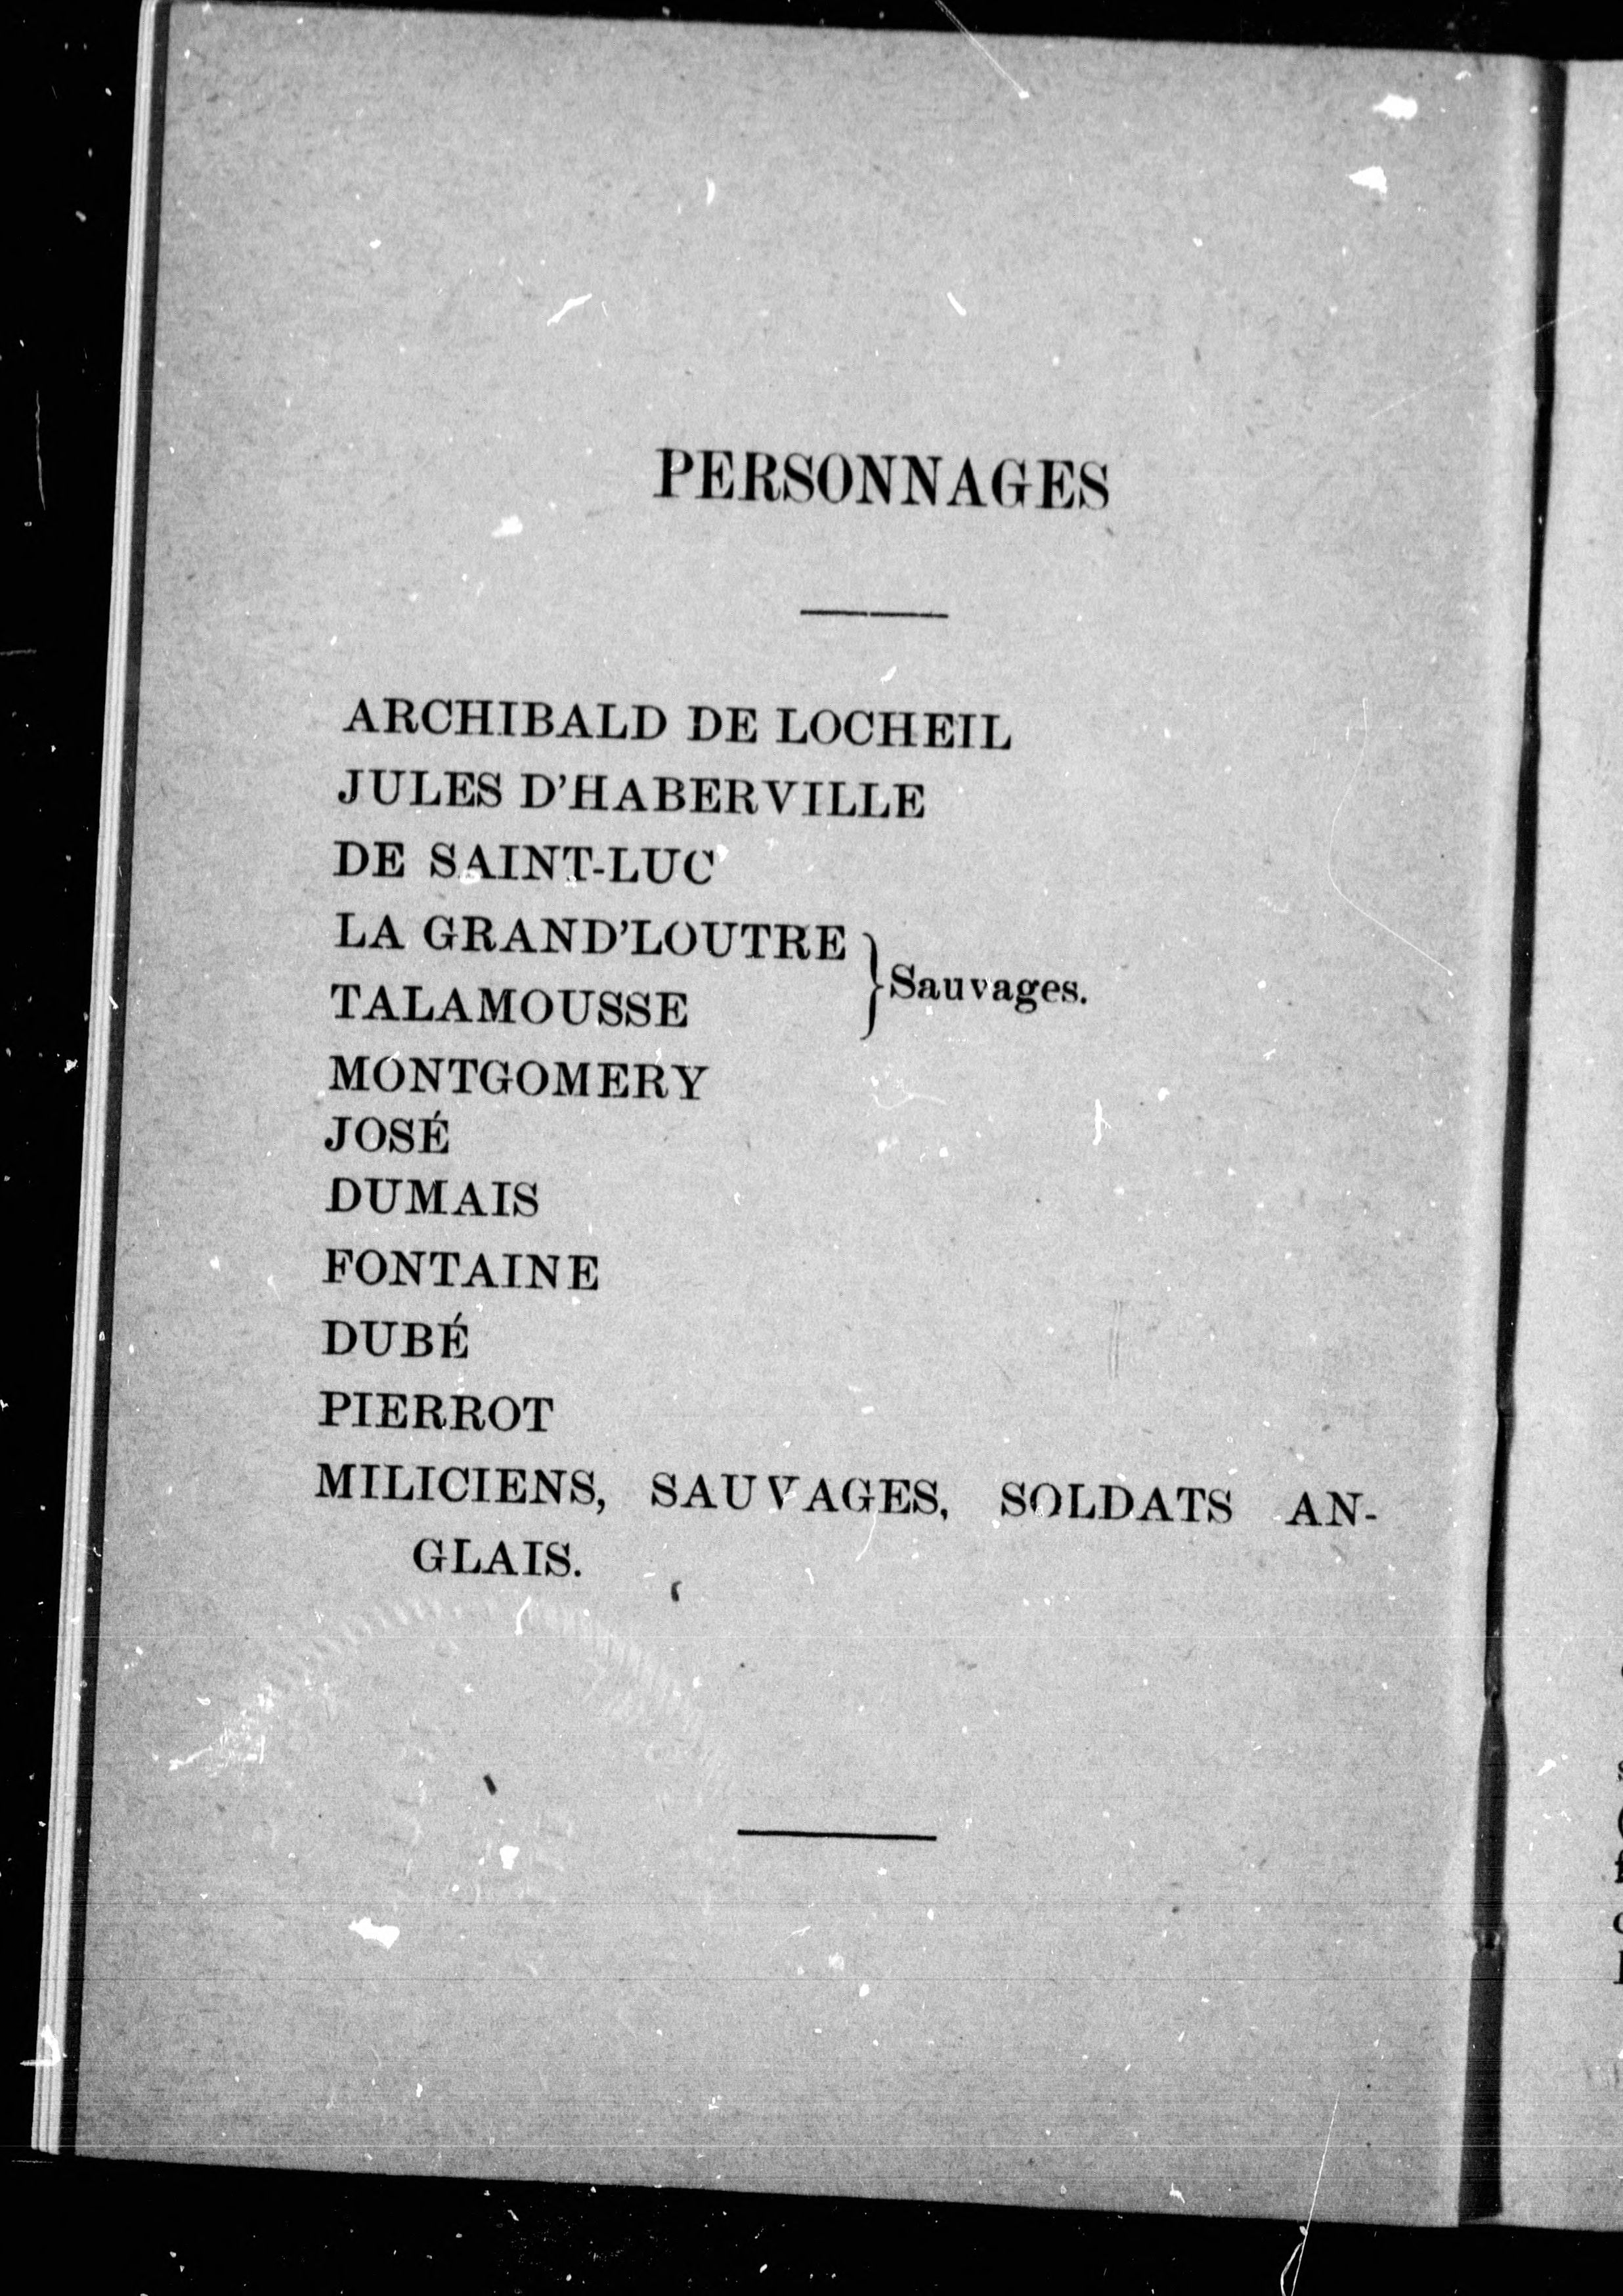 PERSONNAGES
ARCHIBALD DE LOCHEIL
JULES D'HABERVILLE
DE SAINT-LUC
LA GRAND'LOUTRE
TALAMOUSSE
} Sauvages.
MONTGOMERY
JOSÉ
DUMAIS
FONTAINE
DUBÉ
PIERROT
MILICIENS, SAUVAGES, SOLDATS AN-
GLAIS.